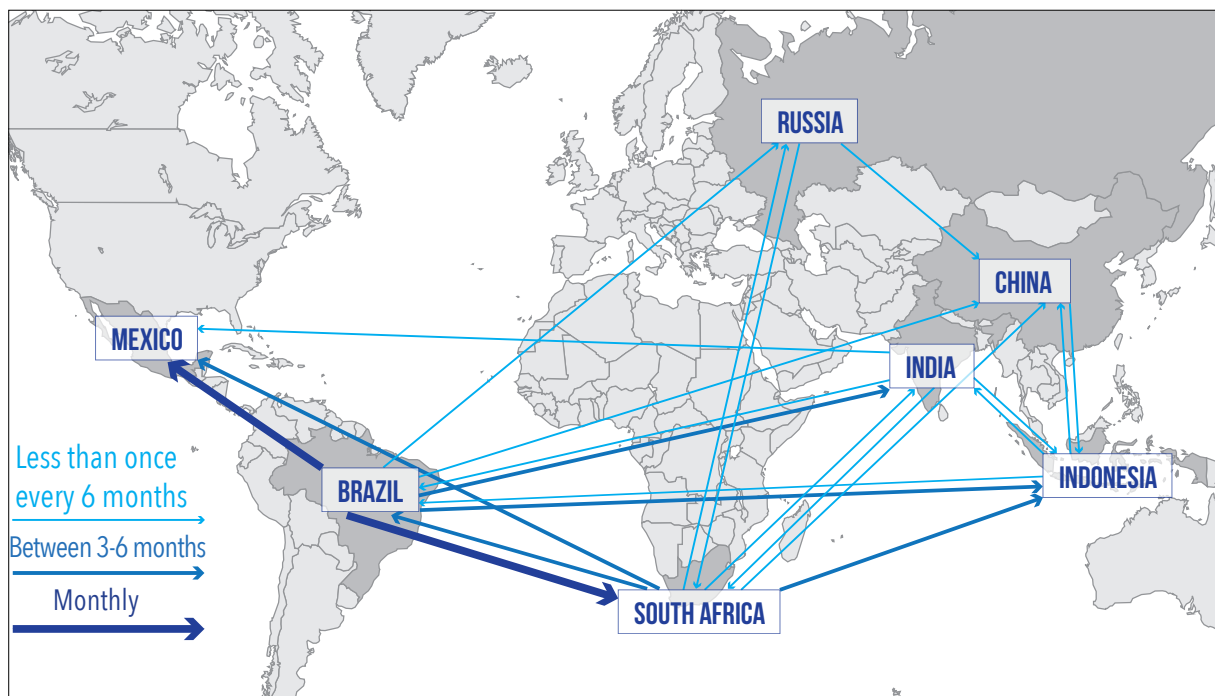 RUSSIA
CHINA
MEXICO
INDIA
BRAZIL
INDONESIA
SOUTH AFRICA
Less than once
every 6 months
Between 3-6 months
Monthly